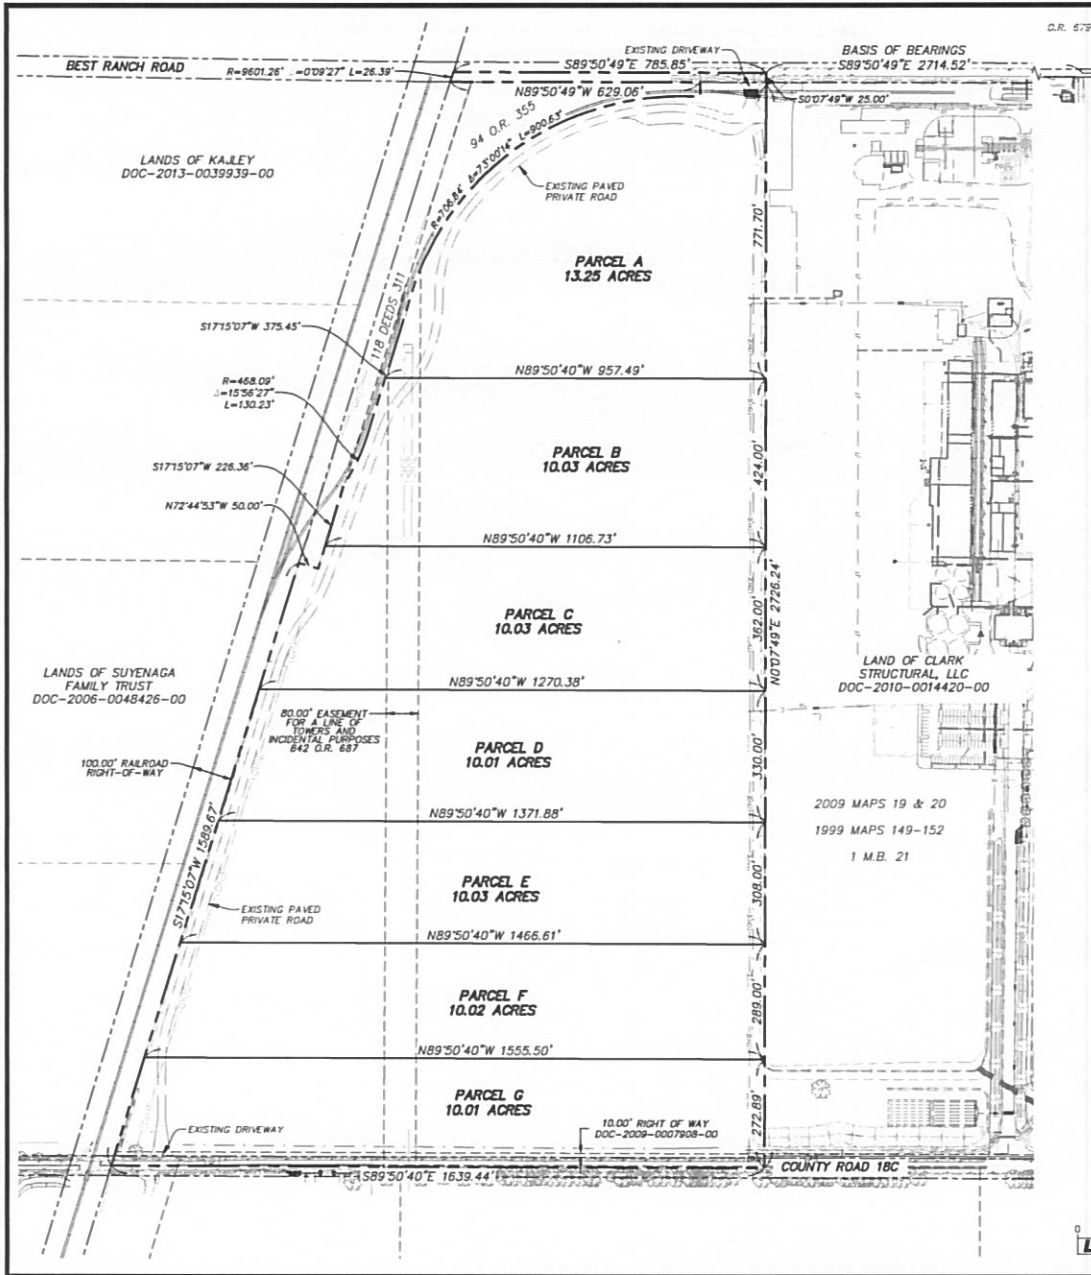 BEST RANCH ROAD
R=9601.26' Δ=0°09'27" L=26.39'
EXISTING DRIVEWAY
S89°50'49"E 785.85'
BASIS OF BEARINGS
S89°50'49"E 2714.52'
N89°50'49"W 629.06'
S0°07'49"W 25.00'
94 O.R. 355
R=706.84' Δ=73°00'14" L=900.63'
LANDS OF KAJLEY
DOC-2013-0039939-00
EXISTING PAVED
PRIVATE ROAD
771.70'
PARCEL A
13.25 ACRES
118 DEEDS 311
S17°15'07"W 375.45'
N89°50'40"W 957.49'
R=468.09'
Δ=15°56'27"
L=130.23'
PARCEL B
10.03 ACRES
424.00'
S17°15'07"W 226.36'
N72°44'53"W 50.00'
N89°50'40"W 1106.73'
PARCEL C
10.03 ACRES
362.00'
N0°07'49"E 2726.24'
LANDS OF SUYENAGA
FAMILY TRUST
DOC-2006-0048426-00
LAND OF CLARK
STRUCTURAL, LLC
DOC-2010-0014420-00
N89°50'40"W 1270.38'
80.00' EASEMENT
FOR A LINE OF
TOWERS AND
INCIDENTAL PURPOSES
842 O.R. 687
PARCEL D
10.01 ACRES
330.00'
100.00' RAILROAD
RIGHT-OF-WAY
N89°50'40"W 1371.88'
2009 MAPS 19 & 20
1999 MAPS 149-152
1 M.B. 21
S17°15'07"W 1589.67'
PARCEL E
10.03 ACRES
308.00'
EXISTING PAVED
PRIVATE ROAD
N89°50'40"W 1466.61'
PARCEL F
10.02 ACRES
289.00'
N89°50'40"W 1555.50'
PARCEL G
10.01 ACRES
272.89'
EXISTING DRIVEWAY
10.00' RIGHT OF WAY
DOC-2009-0007908-00
COUNTY ROAD 18C
S89°50'40"E 1639.44'